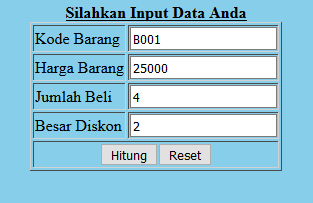 Silahkan Input Data Anda
Kode Barang B001
Harga Barang 25000
Jumlah Beli 4
Besar Diskon 2
Hitung Reset